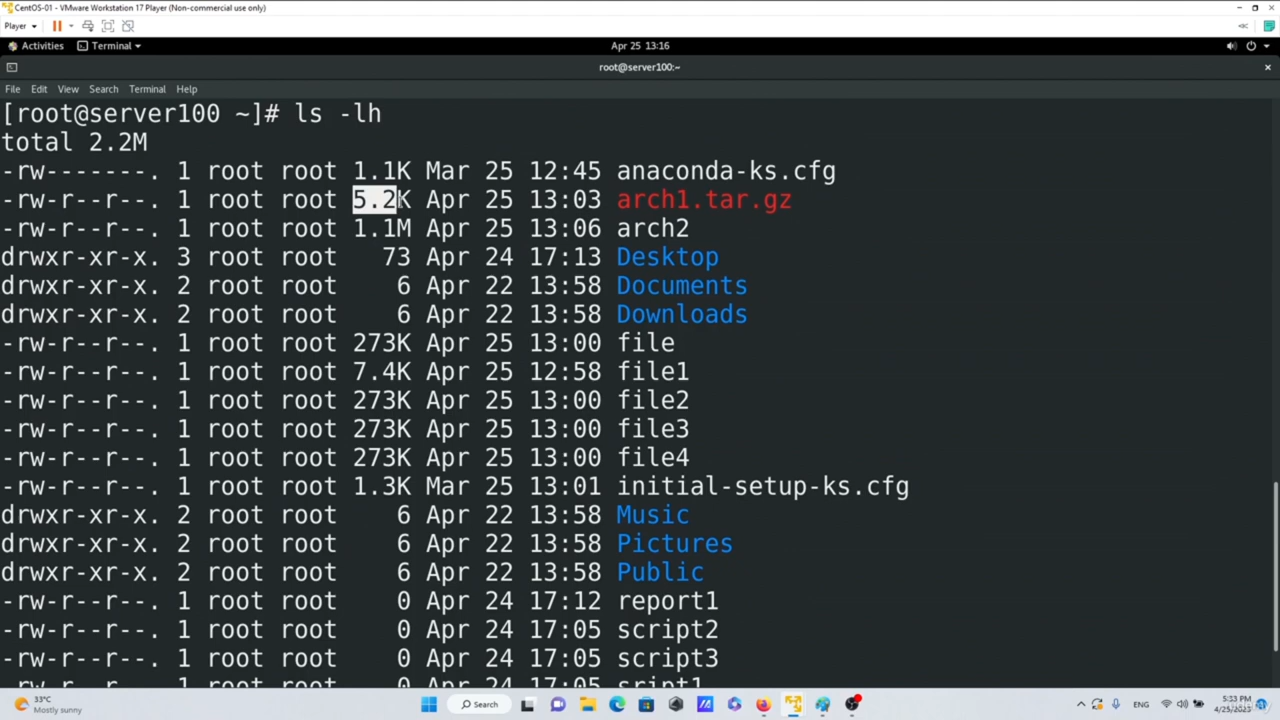 CentOS-01 - VMware Workstation 17 Player (Non-commercial use only)
Player
Activities Terminal Apr 25 13:16
root@server100:~
File Edit View Search Terminal Help
[root@server100 ~]# ls -lh
total 2.2M
-rw-------. 1 root root 1.1K Mar 25 12:45 anaconda-ks.cfg
-rw-r--r--. 1 root root 5.2K Apr 25 13:03 arch1.tar.gz
-rw-r--r--. 1 root root 1.1M Apr 25 13:06 arch2
drwxr-xr-x. 3 root root 73 Apr 24 17:13 Desktop
drwxr-xr-x. 2 root root 6 Apr 22 13:58 Documents
drwxr-xr-x. 2 root root 6 Apr 22 13:58 Downloads
-rw-r--r--. 1 root root 273K Apr 25 13:00 file
-rw-r--r--. 1 root root 7.4K Apr 25 12:58 file1
-rw-r--r--. 1 root root 273K Apr 25 13:00 file2
-rw-r--r--. 1 root root 273K Apr 25 13:00 file3
-rw-r--r--. 1 root root 273K Apr 25 13:00 file4
-rw-r--r--. 1 root root 1.3K Mar 25 13:01 initial-setup-ks.cfg
drwxr-xr-x. 2 root root 6 Apr 22 13:58 Music
drwxr-xr-x. 2 root root 6 Apr 22 13:58 Pictures
drwxr-xr-x. 2 root root 6 Apr 22 13:58 Public
-rw-r--r--. 1 root root 0 Apr 24 17:12 report1
-rw-r--r--. 1 root root 0 Apr 24 17:05 script2
-rw-r--r--. 1 root root 0 Apr 24 17:05 script3
-rw-r--r--. 1 root root 0 Apr 24 17:05 sript1
33°C
Mostly sunny
Search
ENG
5:33 PM